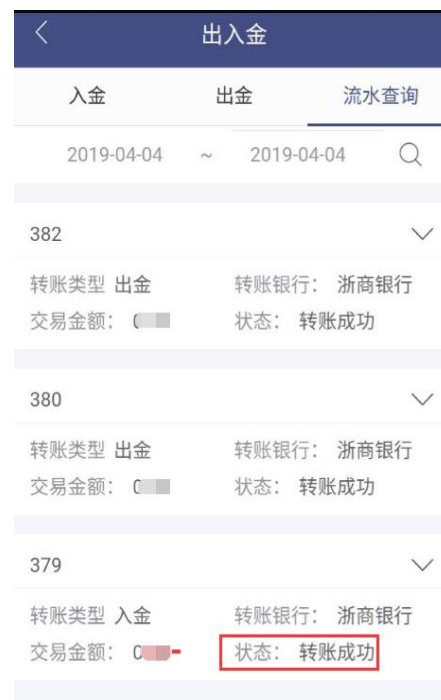 出入金
入金 出金 流水查询
2019-04-04 ~ 2019-04-04
382
转账类型 出金 转账银行： 浙商银行
交易金额： 状态： 转账成功
380
转账类型 出金 转账银行： 浙商银行
交易金额： 状态： 转账成功
379
转账类型 入金 转账银行： 浙商银行
交易金额： 状态： 转账成功